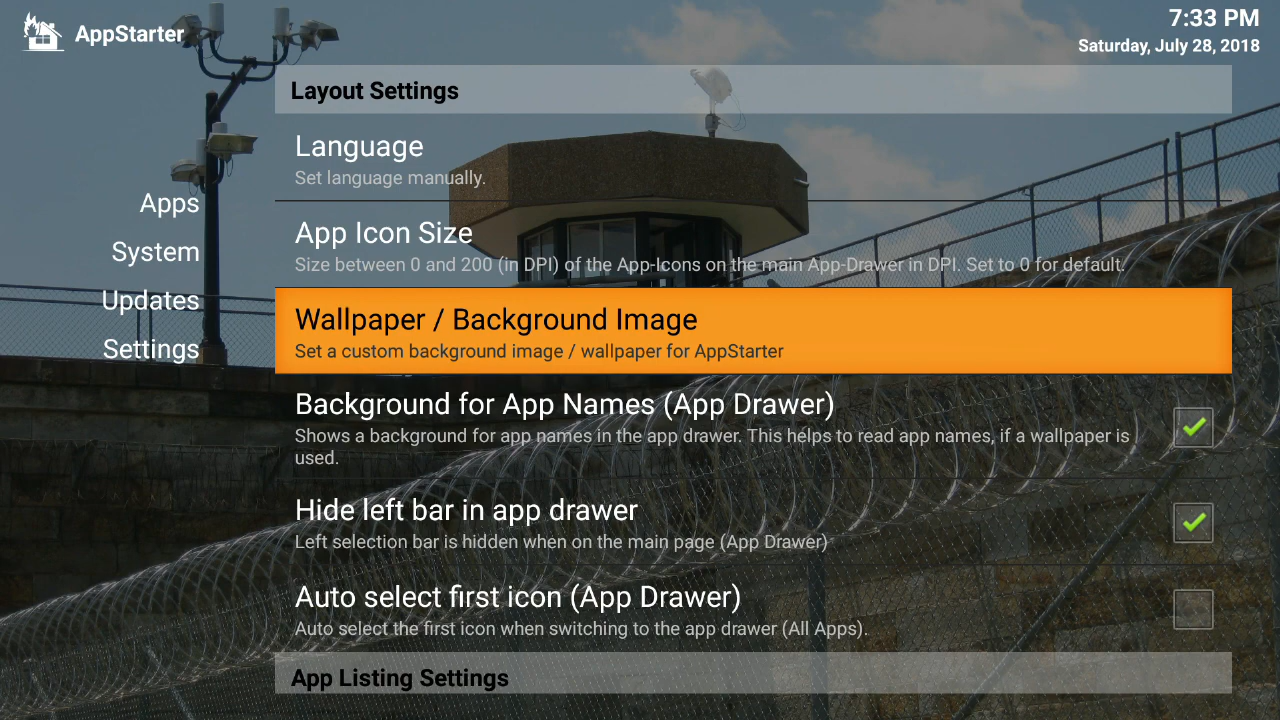 AppStarter
7:33 PM
Saturday, July 28, 2018
Apps
System
Updates
Settings
Layout Settings
Language
Set language manually.
App Icon Size
Size between 0 and 200 (in DPI) of the App-Icons on the main App-Drawer in DPI. Set to 0 for default.
Wallpaper / Background Image
Set a custom background image / wallpaper for AppStarter
Background for App Names (App Drawer)
Shows a background for app names in the app drawer. This helps to read app names, if a wallpaper is
used.
Hide left bar in app drawer
Left selection bar is hidden when on the main page (App Drawer)
Auto select first icon (App Drawer)
Auto select the first icon when switching to the app drawer (All Apps).
App Listing Settings